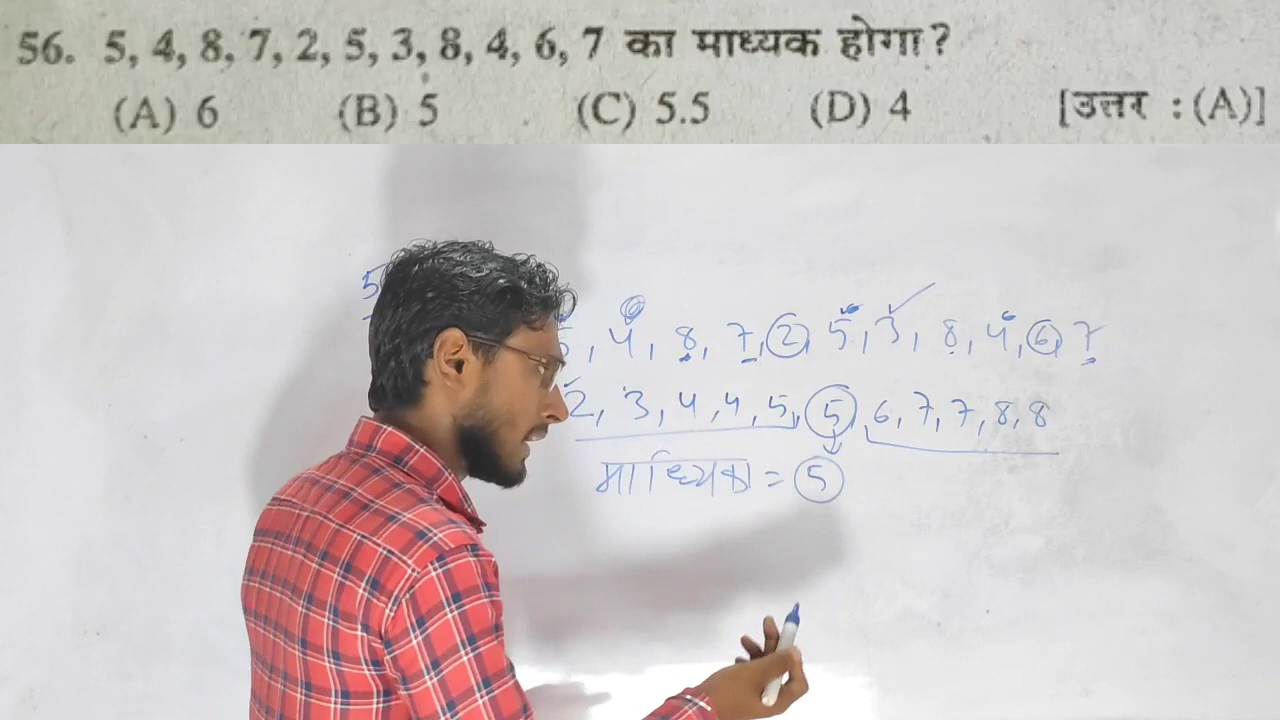 56. 5, 4, 8, 7, 2, 5, 3, 8, 4, 6, 7 का माध्यक होगा?
(A) 6 (B) 5 (C) 5.5 (D) 4 [उत्तर : (A)]
5
5, 4, 8, 7, 2, 5, 3, 8, 4, 6, 7
2, 3, 4, 4, 5, 5, 6, 7, 7, 8, 8
माध्यिका = 5